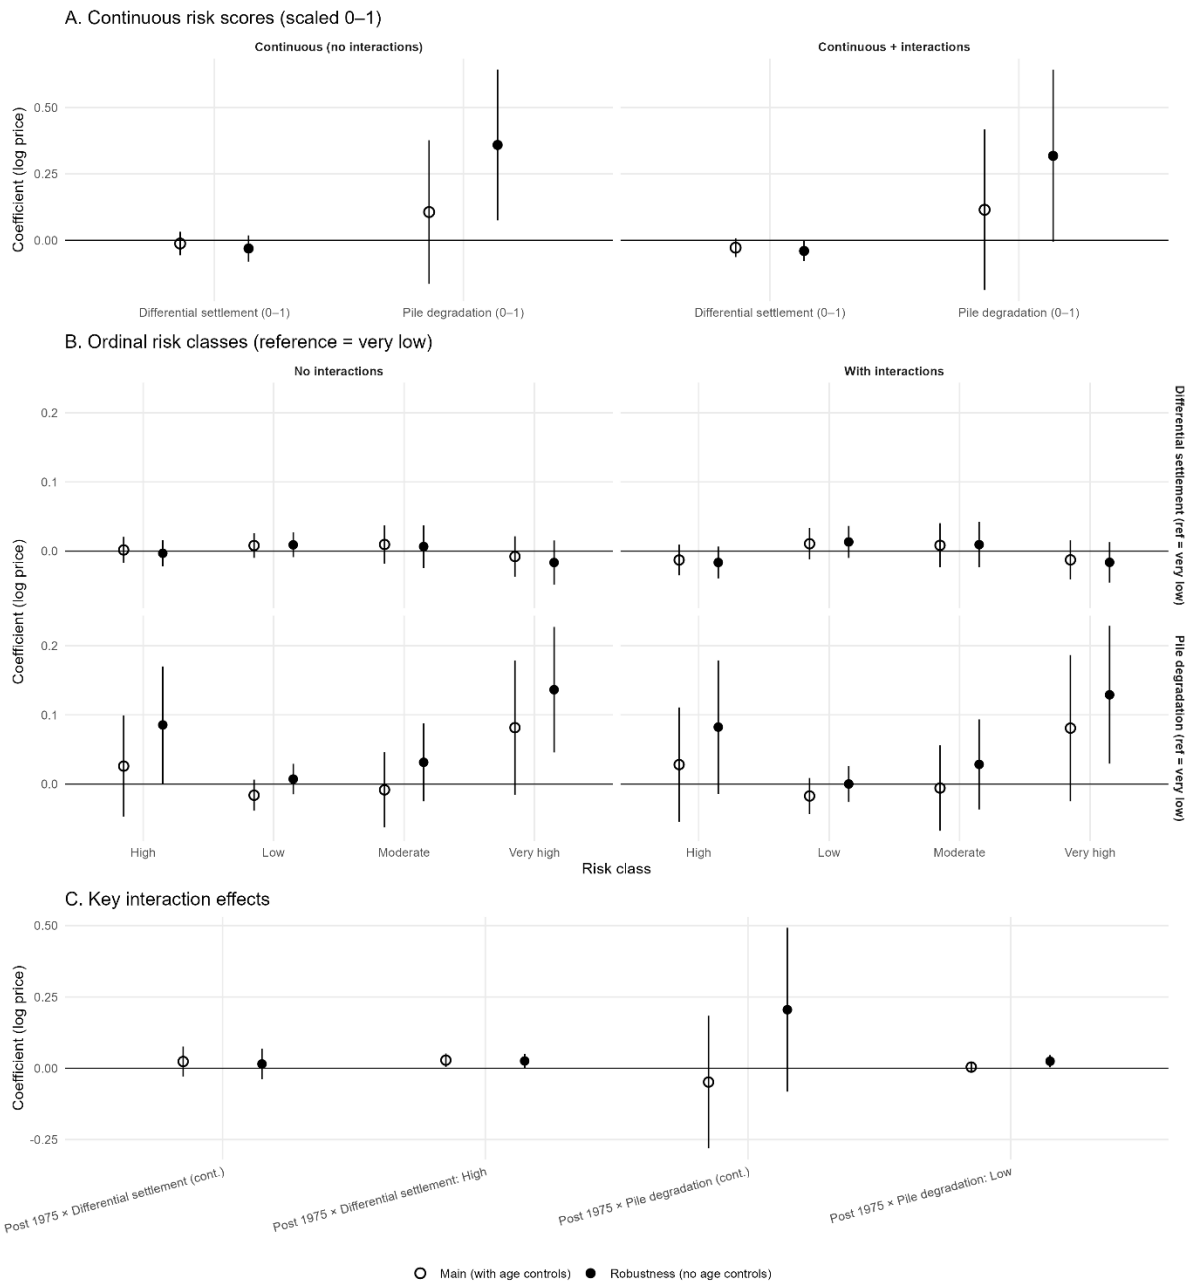 A. Continuous risk scores (scaled 0–1)
Continuous (no interactions)
Continuous + interactions
Coefficient (log price)
0.50
0.25
0.00
Differential settlement (0–1)
Pile degradation (0–1)
Differential settlement (0–1)
Pile degradation (0–1)
B. Ordinal risk classes (reference = very low)
No interactions
With interactions
Coefficient (log price)
0.2
0.1
0.0
Differential settlement (ref = very low)
0.2
0.1
0.0
Pile degradation (ref = very low)
High
Low
Moderate
Very high
High
Low
Moderate
Very high
Risk class
C. Key interaction effects
Coefficient (log price)
0.50
0.25
0.00
-0.25
Post 1975 × Differential settlement (cont.)
Post 1975 × Differential settlement: High
Post 1975 × Pile degradation (cont.)
Post 1975 × Pile degradation: Low
Main (with age controls)
Robustness (no age controls)